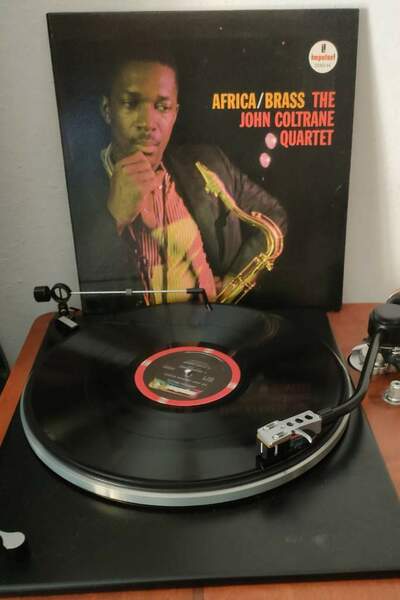 impulse!
AFRICA/BRASS THE
JOHN COLTRANE
QUARTET